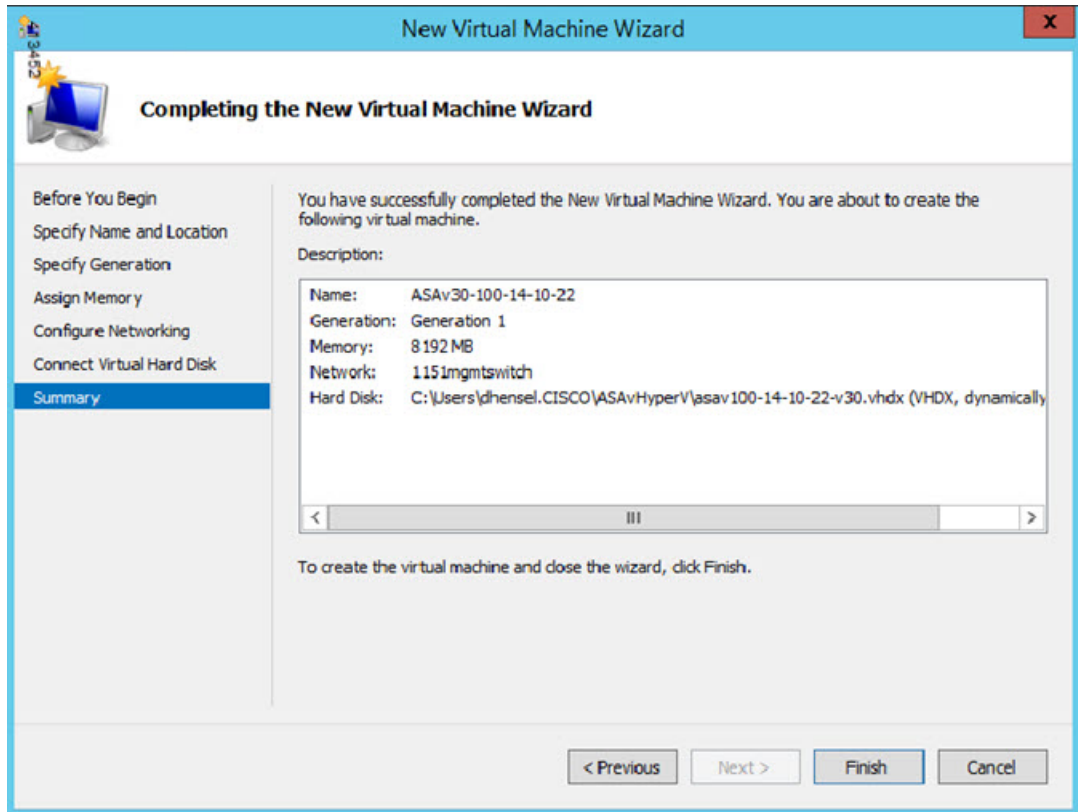 New Virtual Machine Wizard
X
413452
Completing the New Virtual Machine Wizard
Before You Begin
Specify Name and Location
Specify Generation
Assign Memory
Configure Networking
Connect Virtual Hard Disk
Summary
You have successfully completed the New Virtual Machine Wizard. You are about to create the
following virtual machine.
Description:
Name: ASAv30-100-14-10-22
Generation: Generation 1
Memory: 8192 MB
Network: 1151mgmtswitch
Hard Disk: C:\Users\dhensel.CISCO\ASAvHyperV\asav100-14-10-22-v30.vhdx (VHDX, dynamically
To create the virtual machine and close the wizard, click Finish.
< Previous
Next >
Finish
Cancel